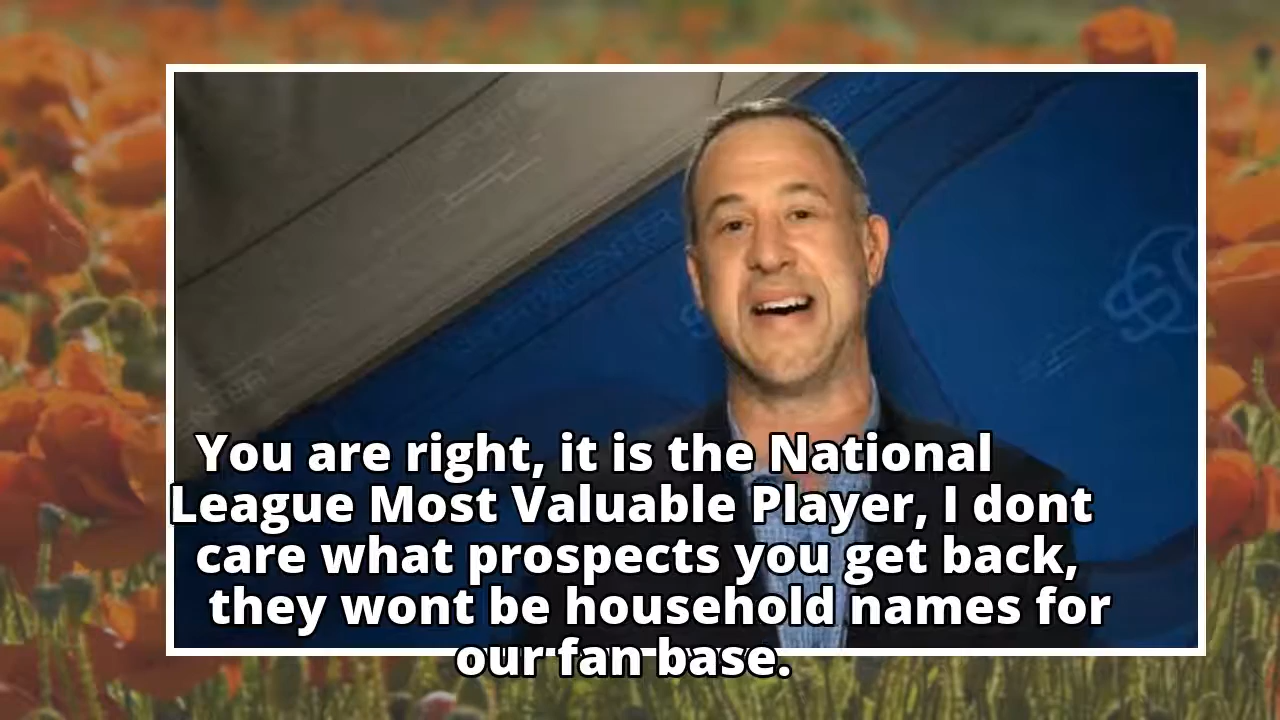 You are right, it is the National
League Most Valuable Player, I dont
care what prospects you get back,
they wont be household names for
our fan base.